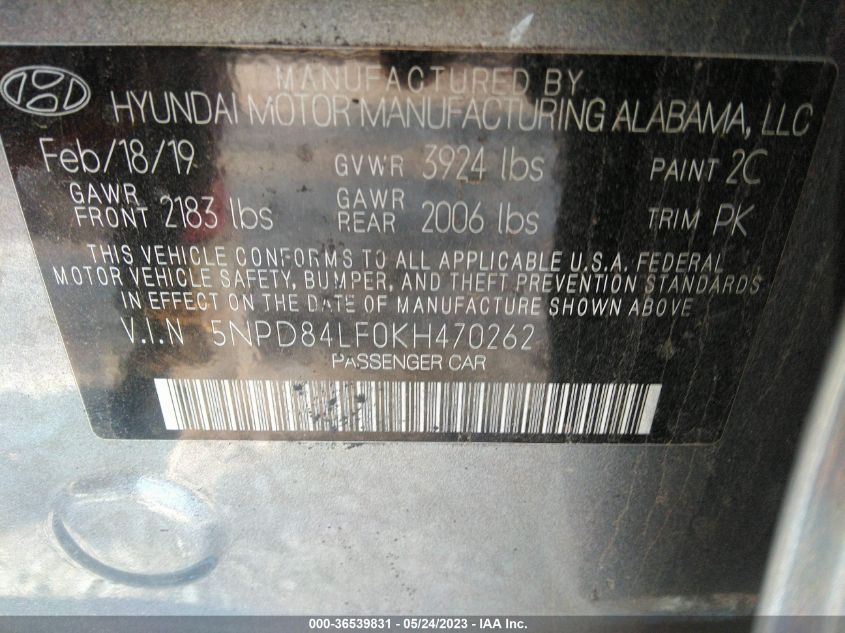 MANUFACTURED BY
HYUNDAI MOTOR MANUFACTURING ALABAMA, LLC
Feb/18/19 GVWR 3924 lbs PAINT 2C
GAWR FRONT 2183 lbs GAWR REAR 2006 lbs TRIM PK
THIS VEHICLE CONFORMS TO ALL APPLICABLE U.S.A. FEDERAL
MOTOR VEHICLE SAFETY, BUMPER, AND THEFT PREVENTION STANDARDS
IN EFFECT ON THE DATE OF MANUFACTURE SHOWN ABOVE.
V.I.N 5NPD84LF0KH470262
PASSENGER CAR
000-36539831 - 05/24/2023 - IAA Inc.